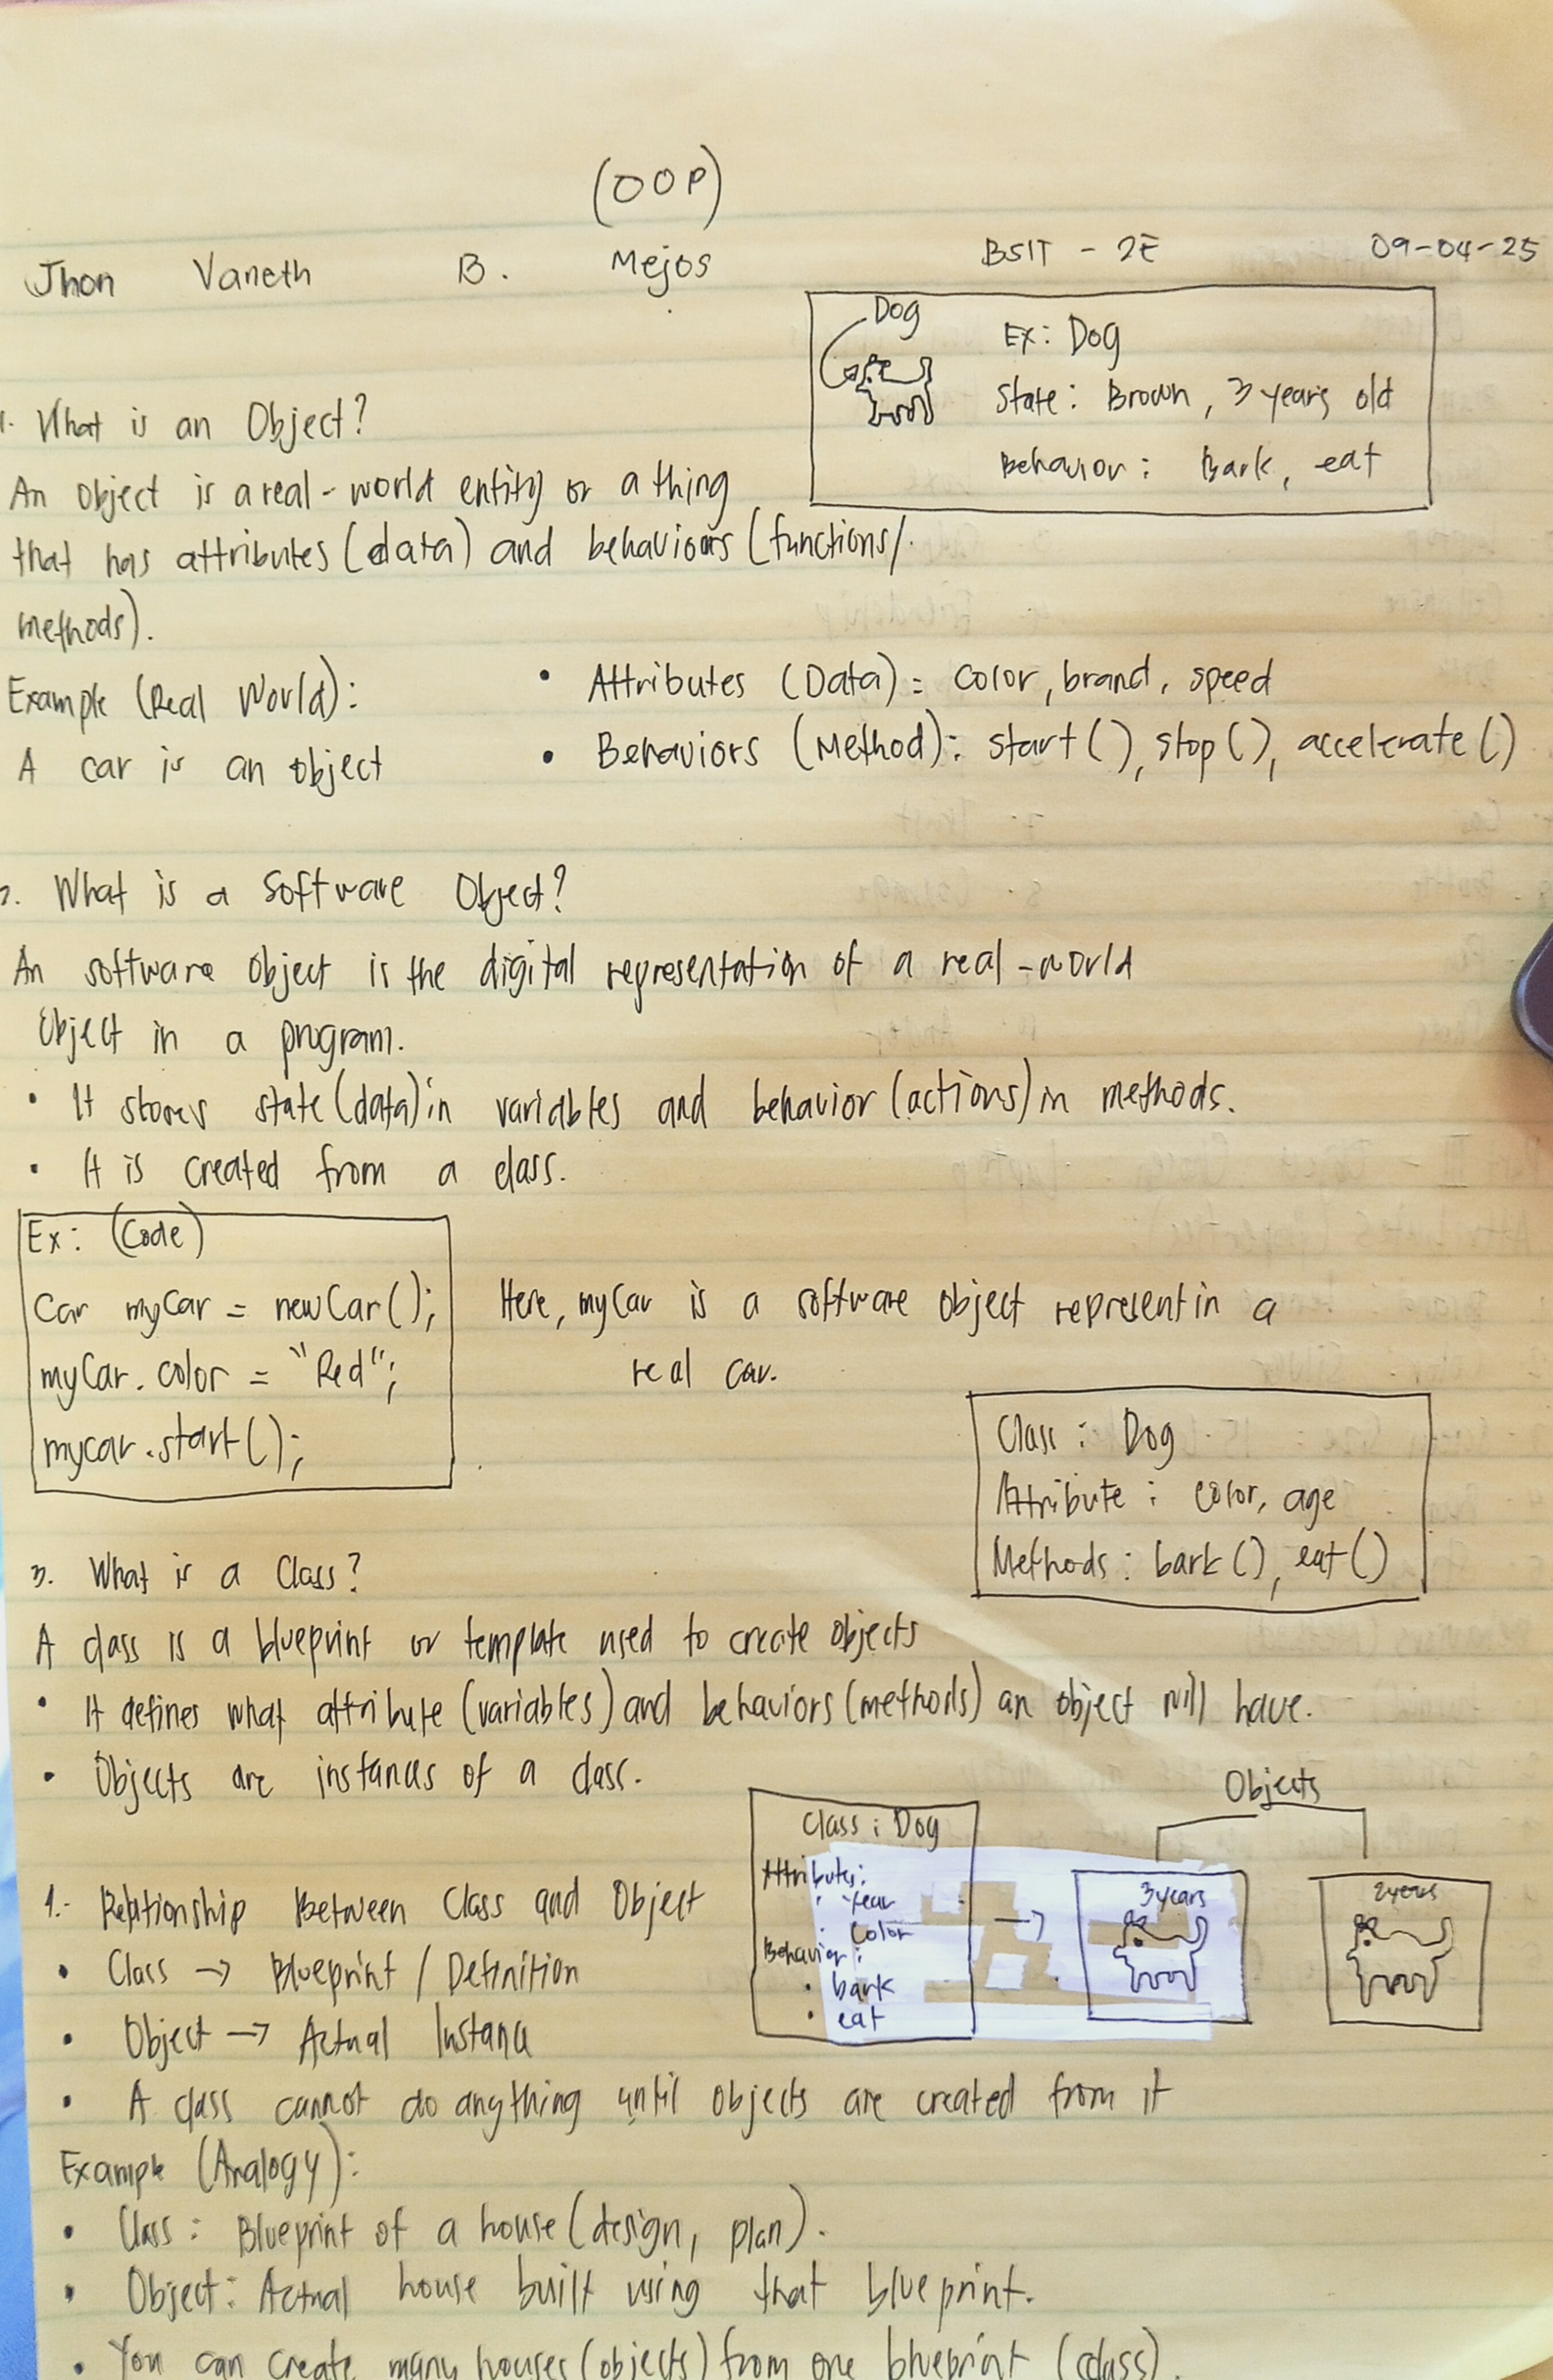 (OOP)
Jhon Vaneth B. Mejos BSIT - 2E 09-04-25
Dog
Ex: Dog
State: Brown, 3 years old
Behavior: Bark, eat
1. What is an Object?
An object is a real-world entity or a thing
that has attributes (data) and behaviors (functions/
methods).
Example (Real World):
A car is an object
• Attributes (Data): color, brand, speed
• Behaviors (Method): start(), stop(), accelerate()
2. What is a Software Object?
An software object is the digital representation of a real-world
Object in a program.
• It stores state (data) in variables and behavior (actions) in methods.
• It is created from a class.
Ex: (Code)
Car myCar = newCar();
myCar.color = "Red";
mycar.start();
Here, myCar is a software object represent in a
real car.
Class: Dog
Attribute: color, age
Methods: bark(), eat()
3. What is a Class?
A class is a blueprint or template used to create objects
• It defines what attribute (variables) and behaviors (methods) an object will have.
• Objects are instances of a class.
Class: Dog
Attributes:
• Year
• Color
Behavior:
• bark
• eat
→
Objects
3years
2years
1. Relationship Between Class and Object
• Class → Blueprint / Definition
• Object → Actual Instance
• A class cannot do anything until objects are created from it
Example (Analogy):
• Class: Blueprint of a house (design, plan).
• Object: Actual house built using that blueprint.
• You can create many houses (objects) from one blueprint (class).